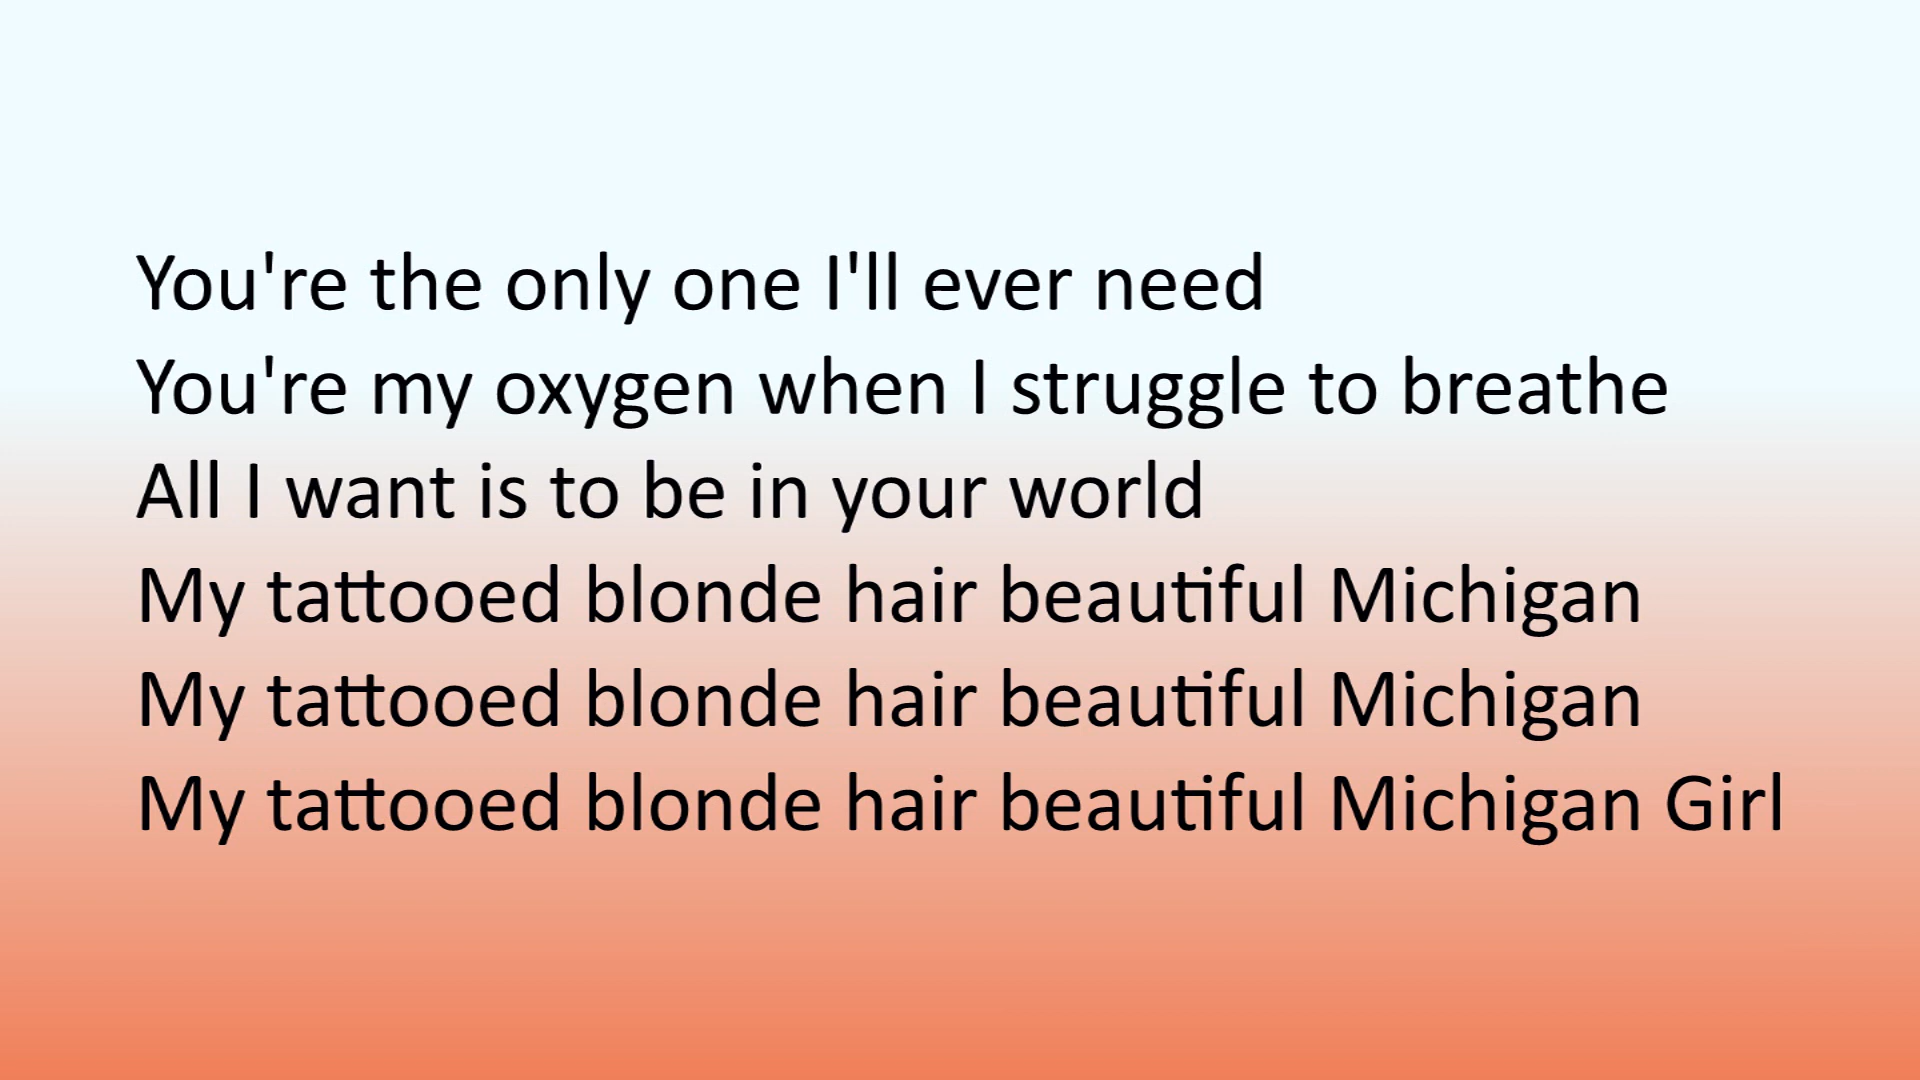 You're the only one I'll ever need
You're my oxygen when I struggle to breathe
All I want is to be in your world
My tattooed blonde hair beautiful Michigan
My tattooed blonde hair beautiful Michigan
My tattooed blonde hair beautiful Michigan Girl